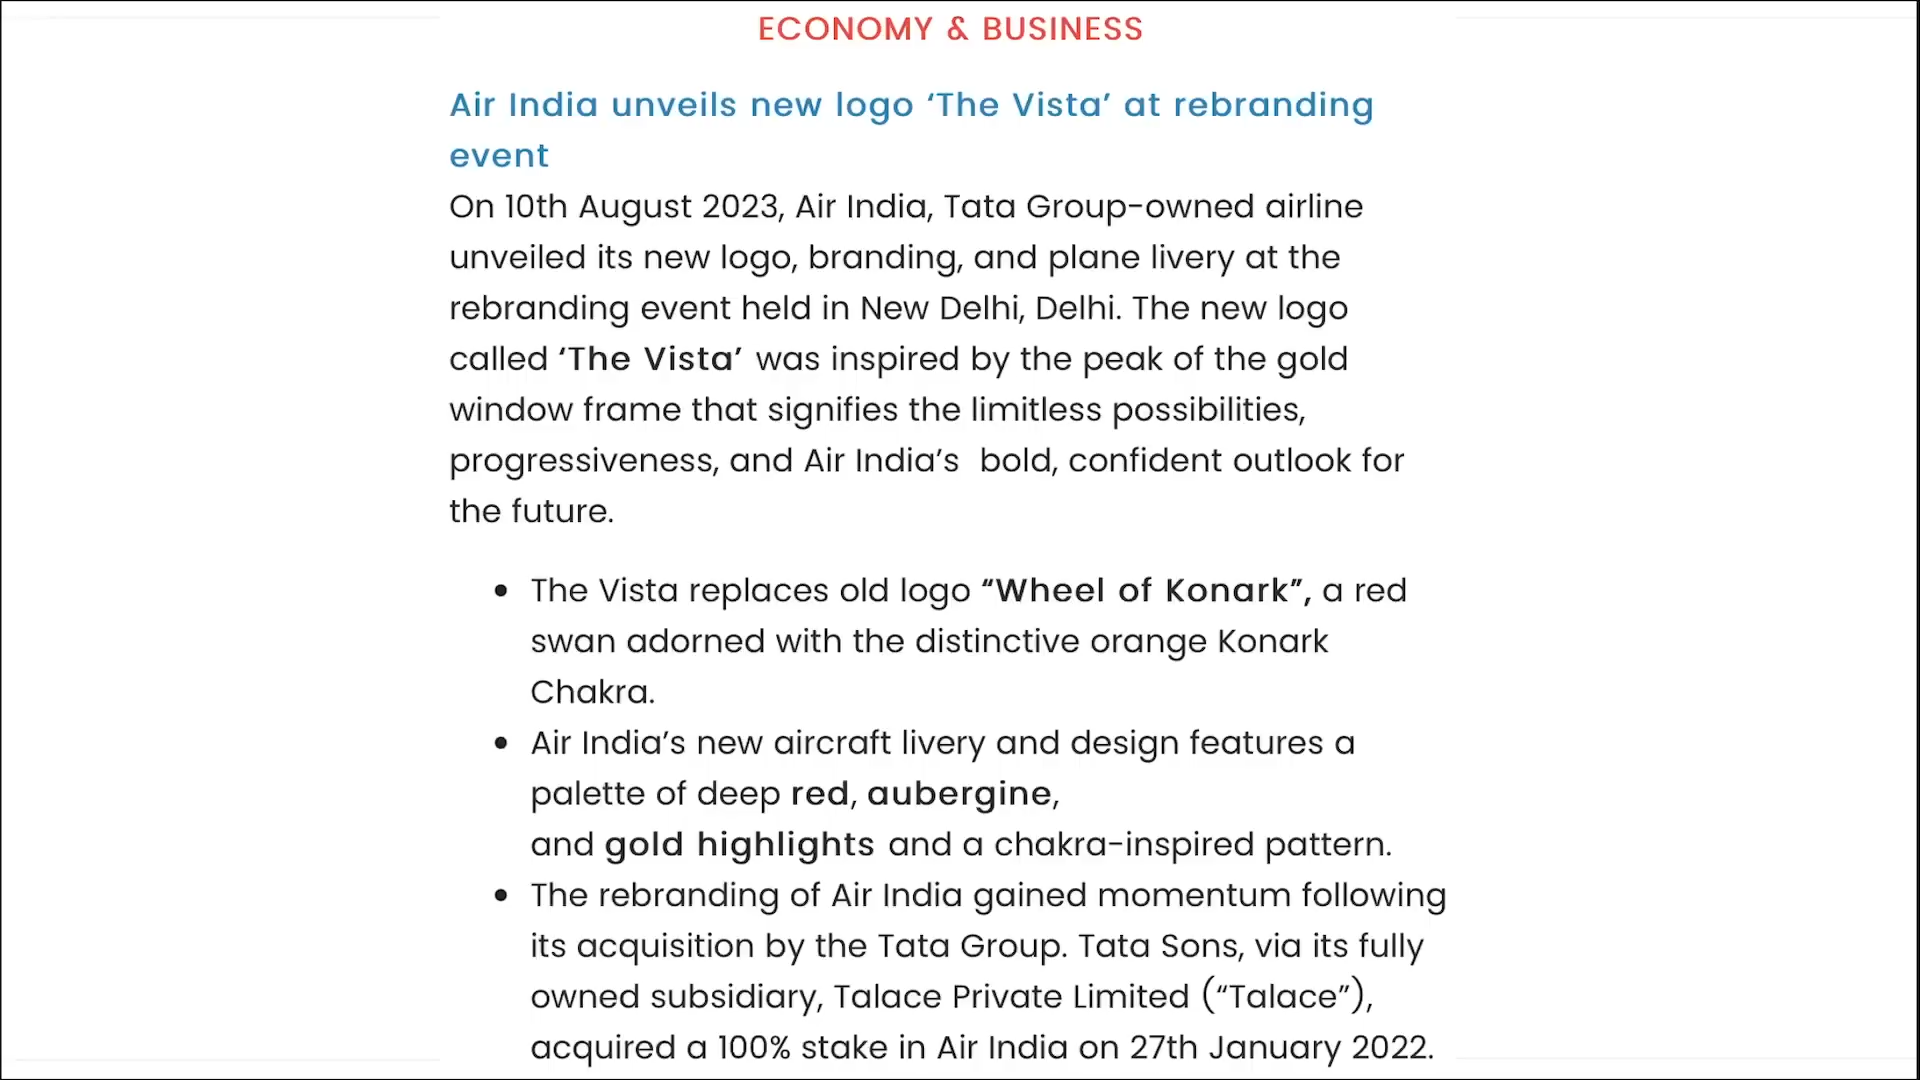 ECONOMY & BUSINESS
Air India unveils new logo ‘The Vista’ at rebranding
event
On 10th August 2023, Air India, Tata Group-owned airline
unveiled its new logo, branding, and plane livery at the
rebranding event held in New Delhi, Delhi. The new logo
called ‘The Vista’ was inspired by the peak of the gold
window frame that signifies the limitless possibilities,
progressiveness, and Air India’s bold, confident outlook for
the future.
• The Vista replaces old logo “Wheel of Konark”, a red
swan adorned with the distinctive orange Konark
Chakra.
• Air India’s new aircraft livery and design features a
palette of deep red, aubergine,
and gold highlights and a chakra-inspired pattern.
• The rebranding of Air India gained momentum following
its acquisition by the Tata Group. Tata Sons, via its fully
owned subsidiary, Talace Private Limited (“Talace”),
acquired a 100% stake in Air India on 27th January 2022.